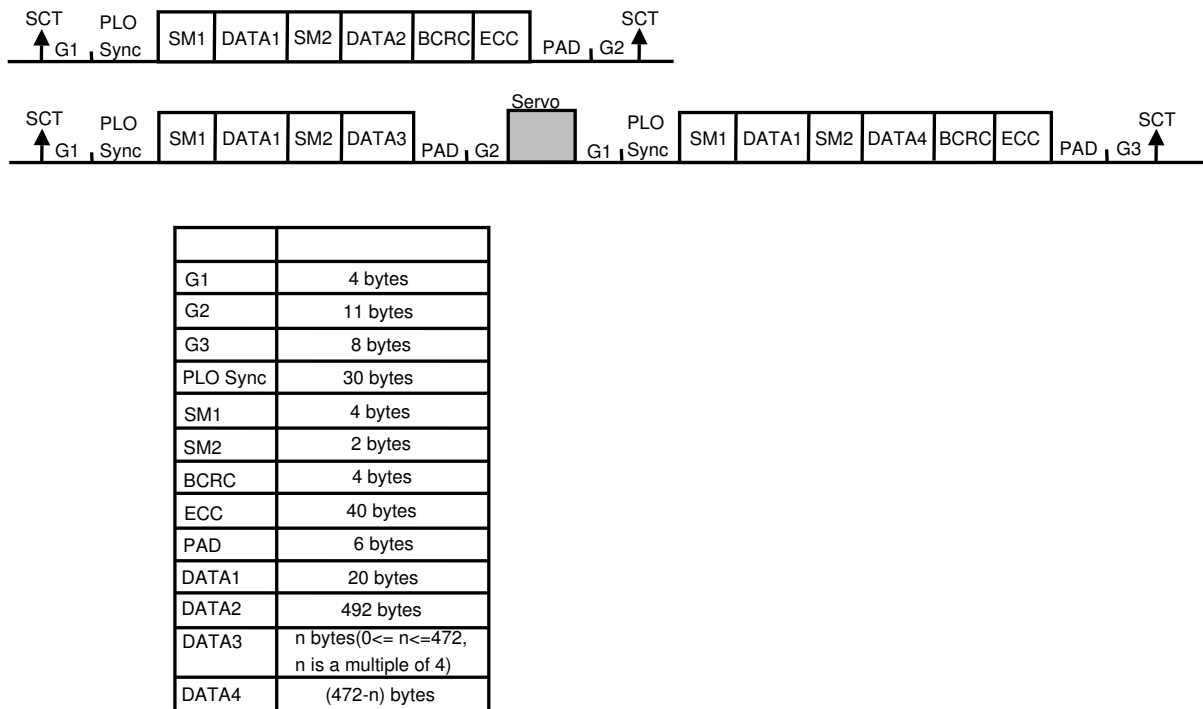 SCT G1 PLO Sync SM1 DATA1 SM2 DATA2 BCRC ECC PAD G2 SCT
SCT G1 PLO Sync SM1 DATA1 SM2 DATA3 PAD G2 Servo G1 PLO Sync SM1 DATA1 SM2 DATA4 BCRC ECC PAD G3 SCT
G1 4 bytes
G2 11 bytes
G3 8 bytes
PLO Sync 30 bytes
SM1 4 bytes
SM2 2 bytes
BCRC 4 bytes
ECC 40 bytes
PAD 6 bytes
DATA1 20 bytes
DATA2 492 bytes
DATA3 n bytes(0<= n<=472,
n is a multiple of 4)
DATA4 (472-n) bytes